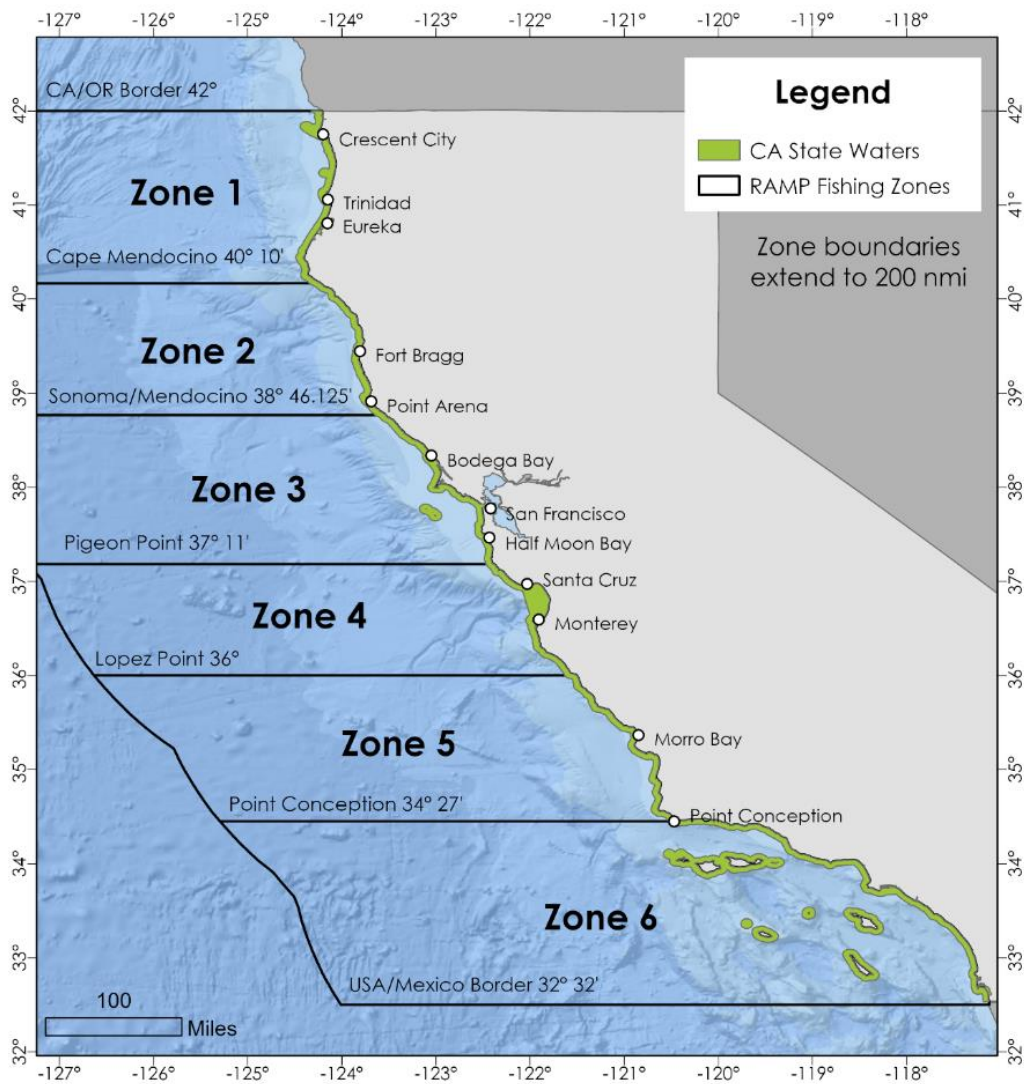 -127° -126° -125° -124° -123° -122° -121° -120° -119° -118°
CA/OR Border 42°
Legend
CA State Waters
RAMP Fishing Zones
Zone boundaries
extend to 200 nmi
42°
42°
Crescent City
Zone 1
41°
41°
Trinidad
Eureka
Cape Mendocino 40° 10'
40°
40°
Zone 2
Fort Bragg
Sonoma/Mendocino 38° 46.125'
39°
39°
Point Arena
Bodega Bay
Zone 3
38°
38°
San Francisco
Pigeon Point 37° 11'
Half Moon Bay
37°
37°
Santa Cruz
Zone 4
Monterey
Lopez Point 36°
36°
36°
Zone 5
Morro Bay
35°
35°
Point Conception 34° 27'
Point Conception
34°
34°
Zone 6
33°
33°
USA/Mexico Border 32° 32'
100
Miles
32°
32°
-127° -126° -125° -124° -123° -122° -121° -120° -119° -118°